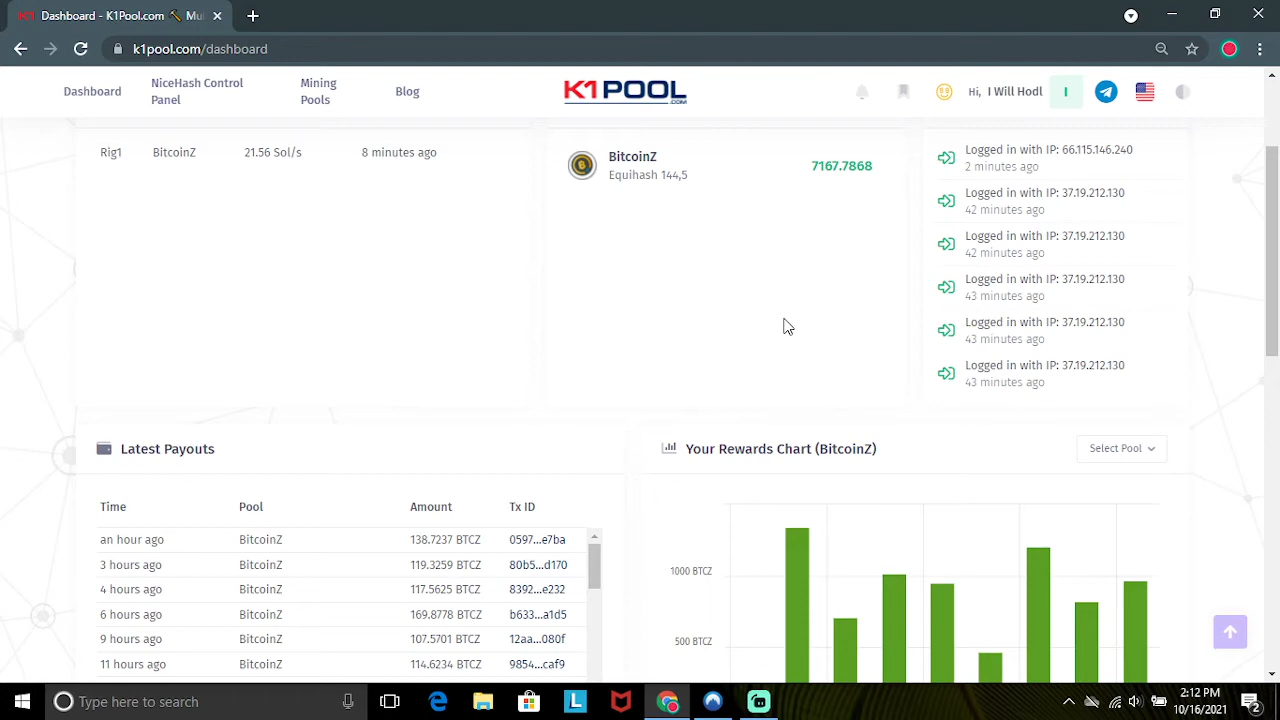 Dashboard - K1Pool.com ⛏ Mul
k1pool.com/dashboard
Dashboard
NiceHash Control
Panel
Mining
Pools
Blog
K1POOL
.COM
Hi, I Will Hodl
I
Rig1 BitcoinZ 21.56 Sol/s 8 minutes ago
BitcoinZ
Equihash 144,5
7167.7868
Logged in with IP: 66.115.146.240
2 minutes ago
Logged in with IP: 37.19.212.130
42 minutes ago
Logged in with IP: 37.19.212.130
42 minutes ago
Logged in with IP: 37.19.212.130
43 minutes ago
Logged in with IP: 37.19.212.130
43 minutes ago
Logged in with IP: 37.19.212.130
43 minutes ago
Latest Payouts
Time Pool Amount Tx ID
an hour ago BitcoinZ 138.7237 BTCZ 0597...e7ba
3 hours ago BitcoinZ 119.3259 BTCZ 80b5...d170
4 hours ago BitcoinZ 117.5625 BTCZ 8392...e232
6 hours ago BitcoinZ 169.8778 BTCZ b633...a1d5
9 hours ago BitcoinZ 107.5701 BTCZ 12aa...080f
11 hours ago BitcoinZ 114.6234 BTCZ 9854...caf9
Your Rewards Chart (BitcoinZ)
Select Pool
1000 BTCZ
500 BTCZ
Type here to search
2:12 PM
10/16/2021
2